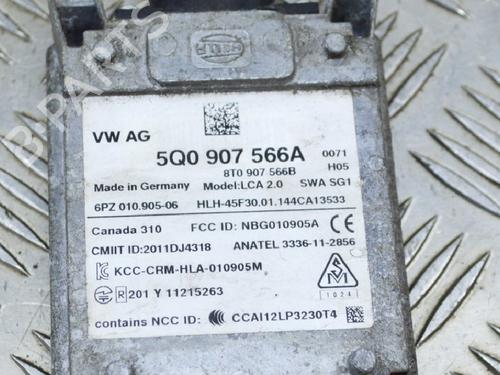 HELLA
VW AG
5Q0 907 566A 0071
8T0 907 566B H05
Made in Germany Model:LCA 2.0 SWA SG1
6PZ 010.905-06 HLH-45F30.01.144CA13533
Canada 310 FCC ID: NBG010905A CE
CMIIT ID:2011DJ4318 ANATEL 3336-11-2856
KCC-CRM-HLA-010905M
R 201 Y 11215263
1024
contains NCC ID: CCAI12LP3230T4
B-PARTS